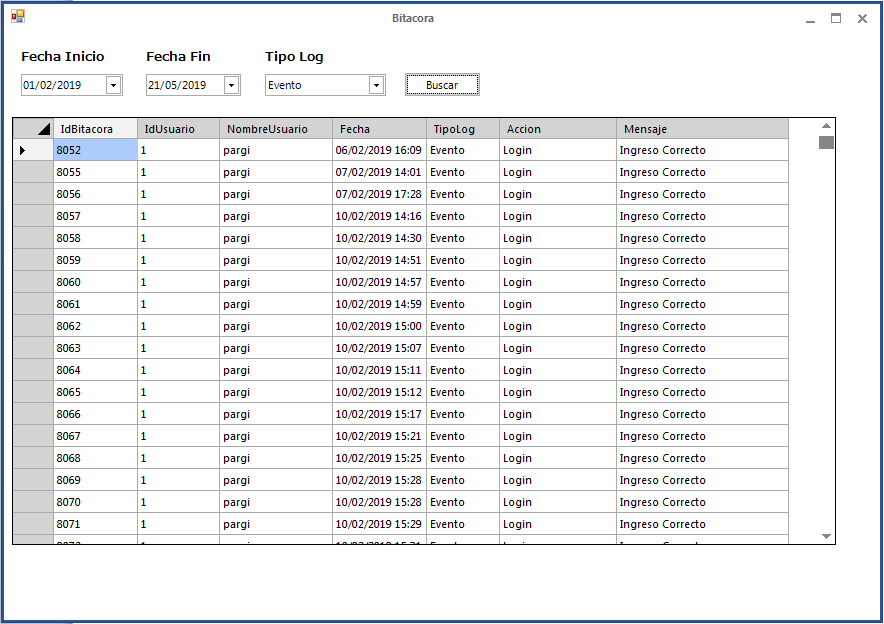 Bitacora
Fecha Inicio Fecha Fin Tipo Log
01/02/2019 21/05/2019 Evento Buscar
IdBitacora IdUsuario NombreUsuario Fecha TipoLog Accion Mensaje
8052 1 pargi 06/02/2019 16:09 Evento Login Ingreso Correcto
8055 1 pargi 07/02/2019 14:01 Evento Login Ingreso Correcto
8056 1 pargi 07/02/2019 17:28 Evento Login Ingreso Correcto
8057 1 pargi 10/02/2019 14:16 Evento Login Ingreso Correcto
8058 1 pargi 10/02/2019 14:30 Evento Login Ingreso Correcto
8059 1 pargi 10/02/2019 14:51 Evento Login Ingreso Correcto
8060 1 pargi 10/02/2019 14:57 Evento Login Ingreso Correcto
8061 1 pargi 10/02/2019 14:59 Evento Login Ingreso Correcto
8062 1 pargi 10/02/2019 15:00 Evento Login Ingreso Correcto
8063 1 pargi 10/02/2019 15:07 Evento Login Ingreso Correcto
8064 1 pargi 10/02/2019 15:11 Evento Login Ingreso Correcto
8065 1 pargi 10/02/2019 15:12 Evento Login Ingreso Correcto
8066 1 pargi 10/02/2019 15:17 Evento Login Ingreso Correcto
8067 1 pargi 10/02/2019 15:21 Evento Login Ingreso Correcto
8068 1 pargi 10/02/2019 15:25 Evento Login Ingreso Correcto
8069 1 pargi 10/02/2019 15:28 Evento Login Ingreso Correcto
8070 1 pargi 10/02/2019 15:28 Evento Login Ingreso Correcto
8071 1 pargi 10/02/2019 15:29 Evento Login Ingreso Correcto